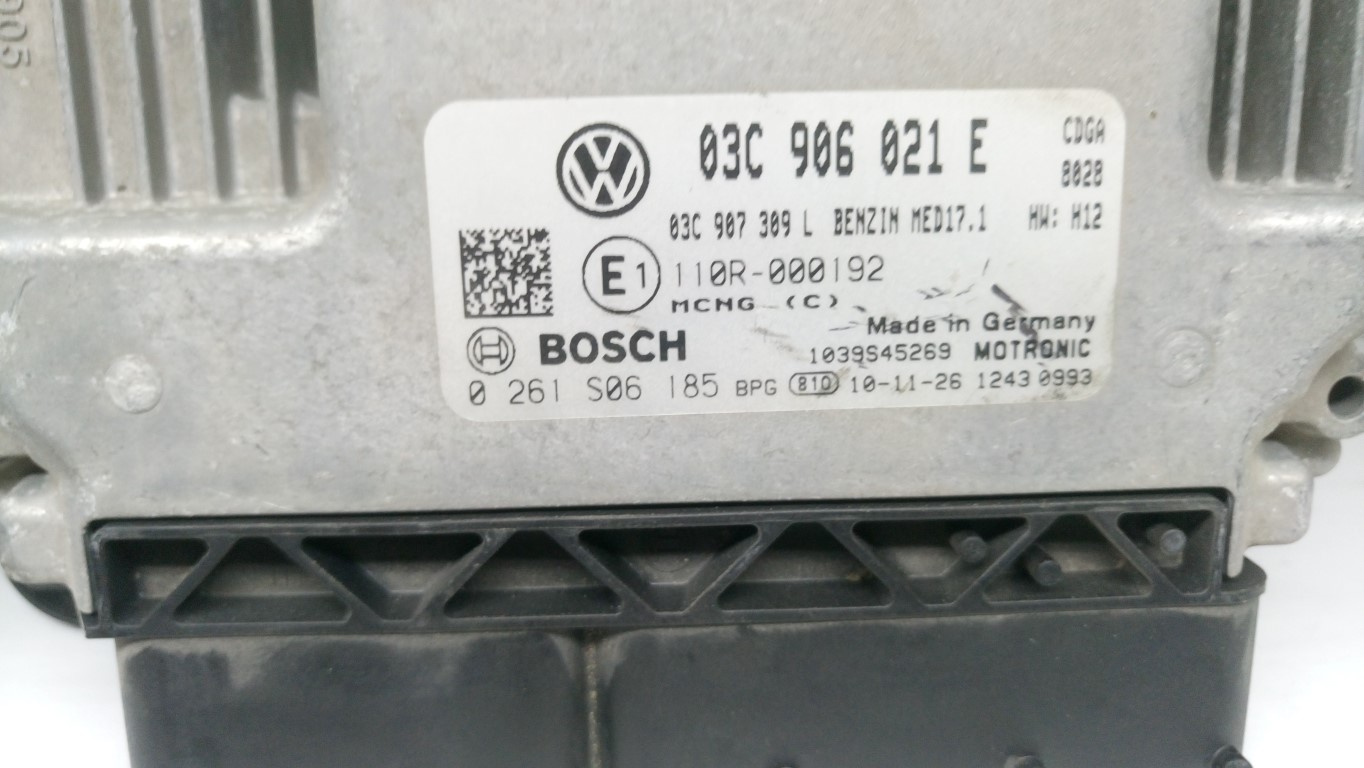 905
03C 906 021 E
CDGA
8028
03C 907 309 L BENZIN MED17.1
HW: H12
E1 110R-000192
MCNG (C)
Made in Germany
BOSCH
1039S45269 MOTRONIC
0 261 S06 185 BPG 810 10-11-26 1243 0993